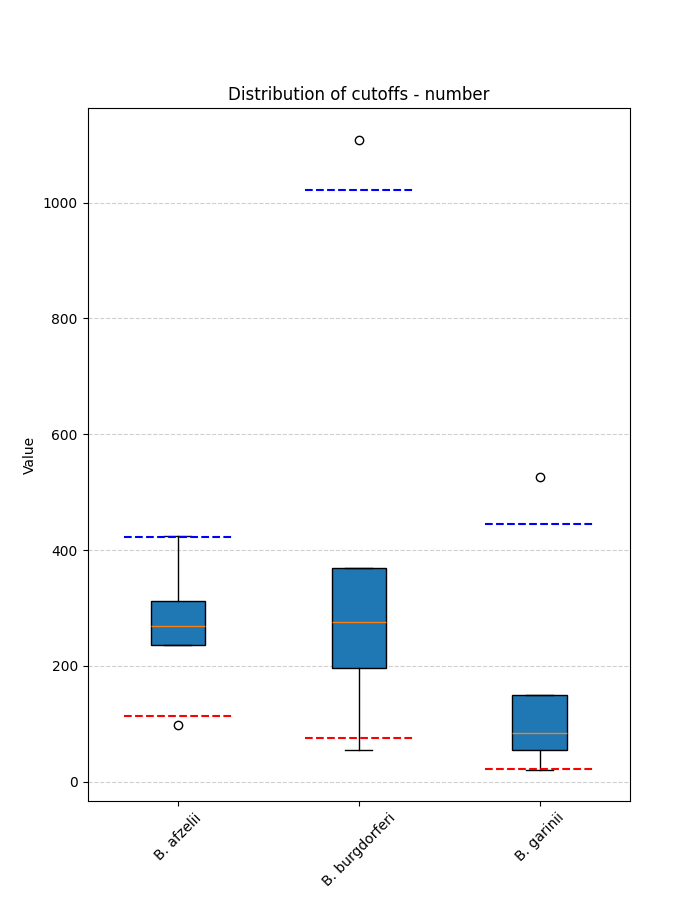 Distribution of cutoffs - number
1000
800
600
400
200
0
Value
B. afzelii
B. burgdorferi
B. garinii